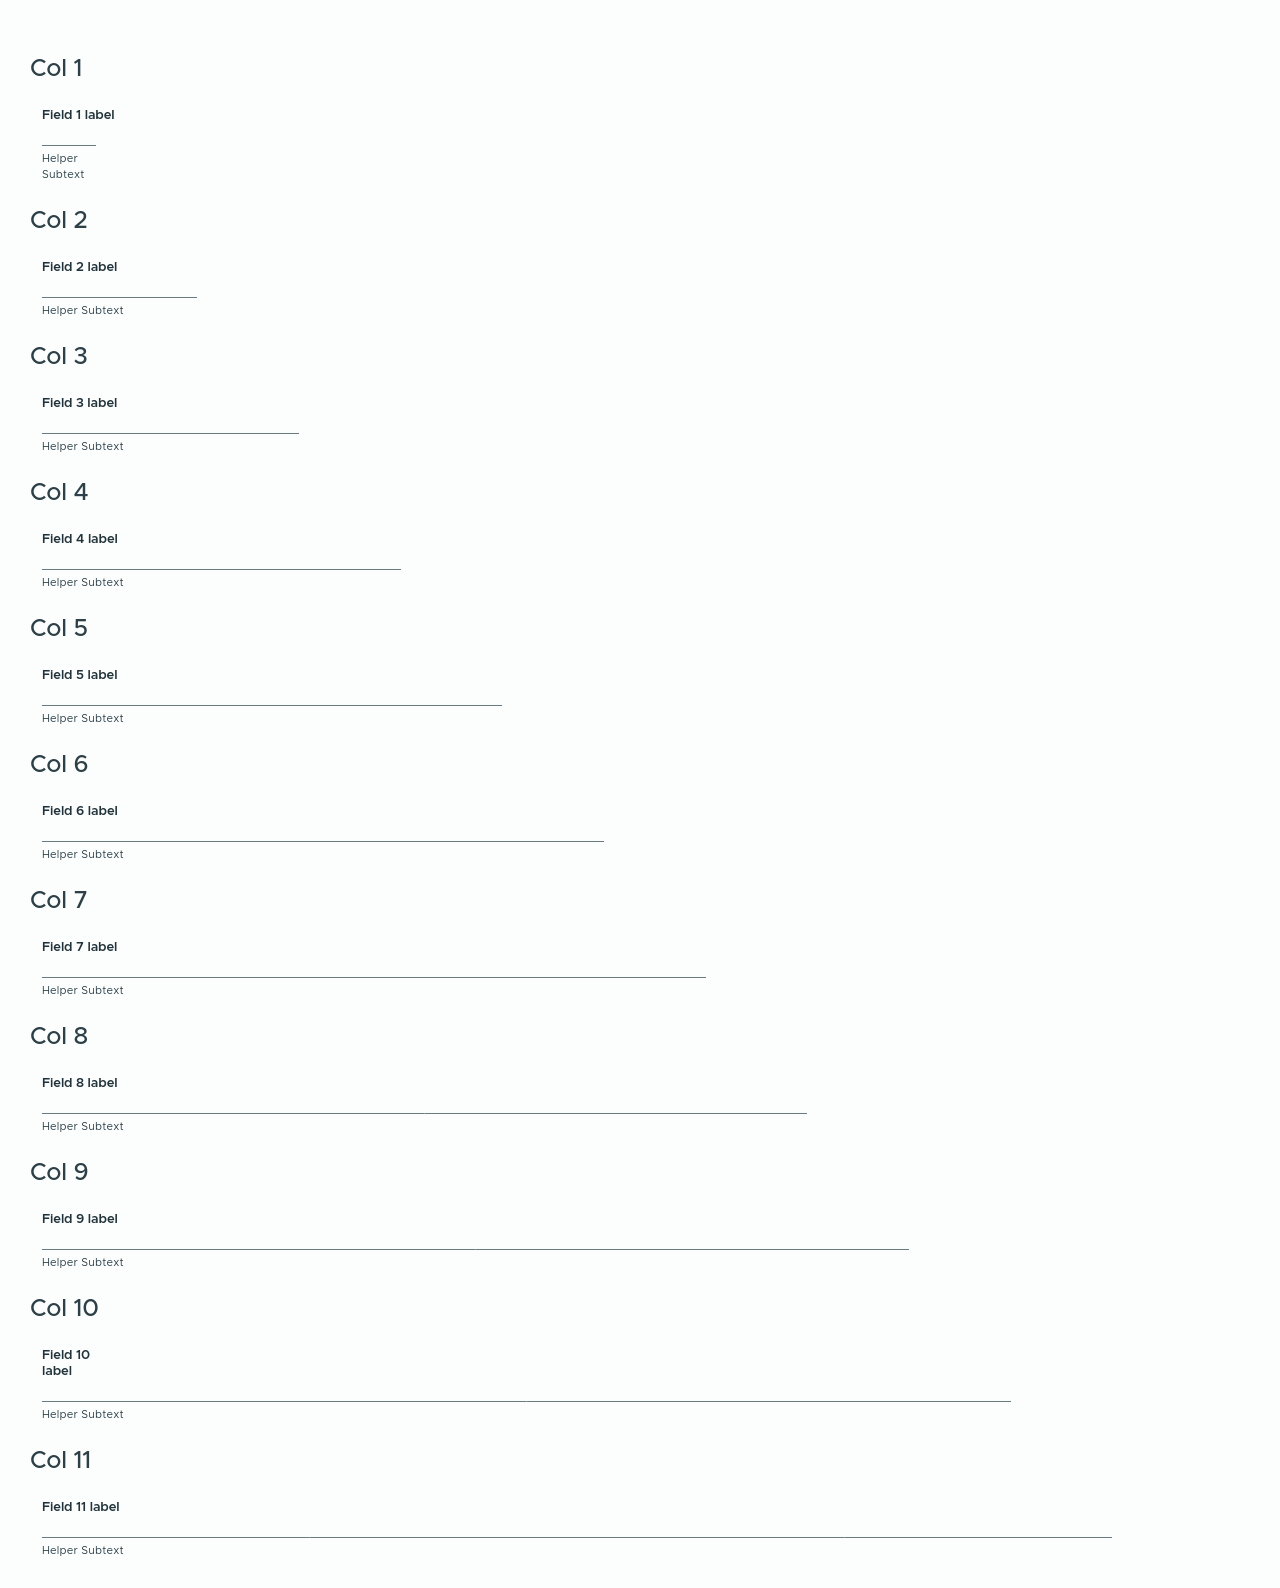 Col 1
Field 1 label
Helper
Subtext
Col 2
Field 2 label
Helper Subtext
Col 3
Field 3 label
Helper Subtext
Col 4
Field 4 label
Helper Subtext
Col 5
Field 5 label
Helper Subtext
Col 6
Field 6 label
Helper Subtext
Col 7
Field 7 label
Helper Subtext
Col 8
Field 8 label
Helper Subtext
Col 9
Field 9 label
Helper Subtext
Col 10
Field 10
label
Helper Subtext
Col 11
Field 11 label
Helper Subtext